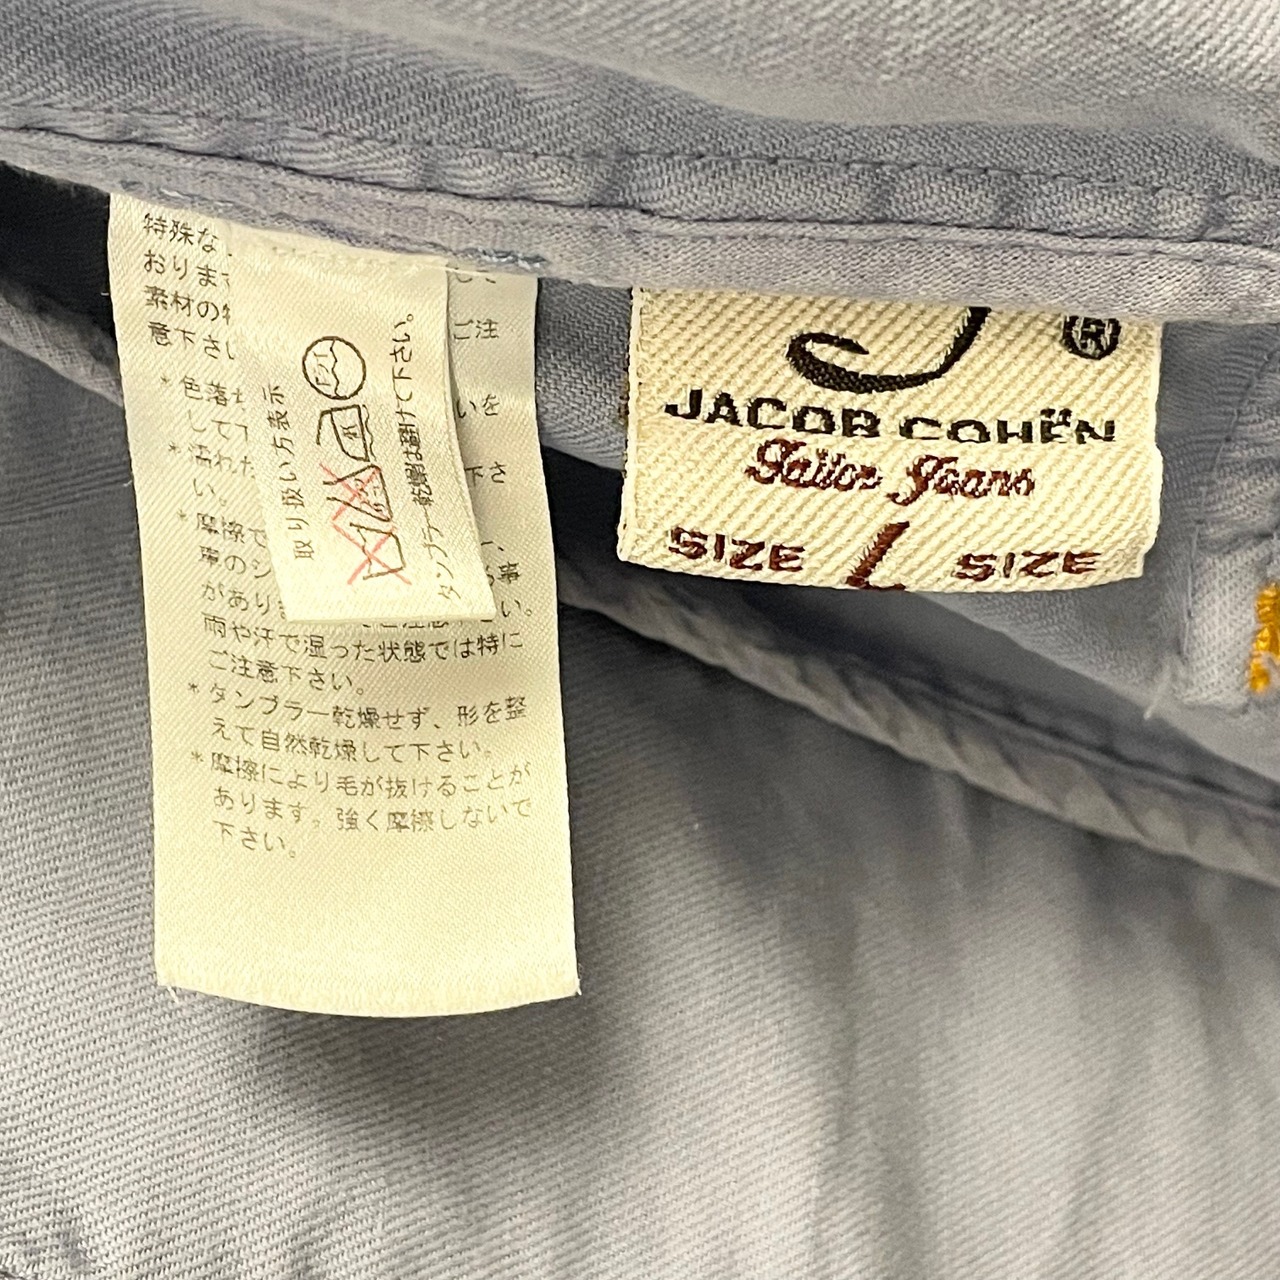 特殊な
おります
素材の特
意下さい
ご注
*色落ち
いを
して下
*濡れた
下さ
い。
*摩擦で
車のシ
る事
があり
さい。
雨や汗で湿った状態では特に
ご注意下さい。
*タンブラー乾燥せず、形を整
えて自然乾燥して下さい。
*摩擦により毛が抜けることが
あります。強く摩擦しないで
下さい。
取り扱い方表示
タンブラー乾燥は避けて下さい。
®
JACOB COHËN
Tailor Jeans
SIZE L SIZE